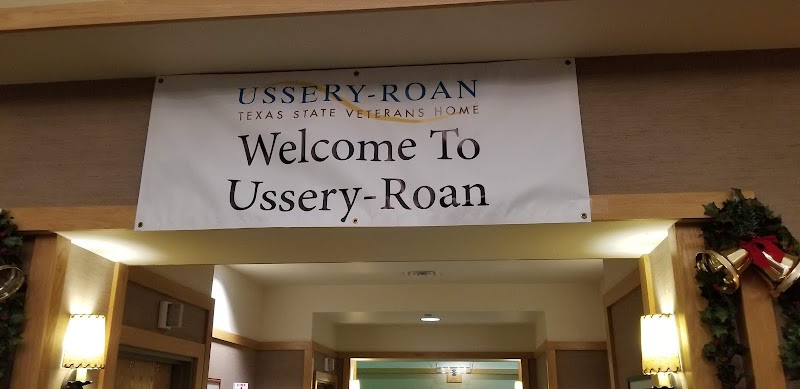 USSERY-ROAN
TEXAS STATE VETERANS HOME
Welcome To
Ussery-Roan